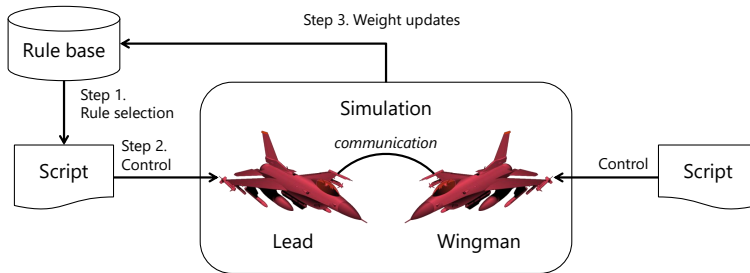 Step 3. Weight updates
Rule base
Step 1.
Rule selection
Simulation
Step 2.
Control
communication
Script
Control
Script
Lead
Wingman